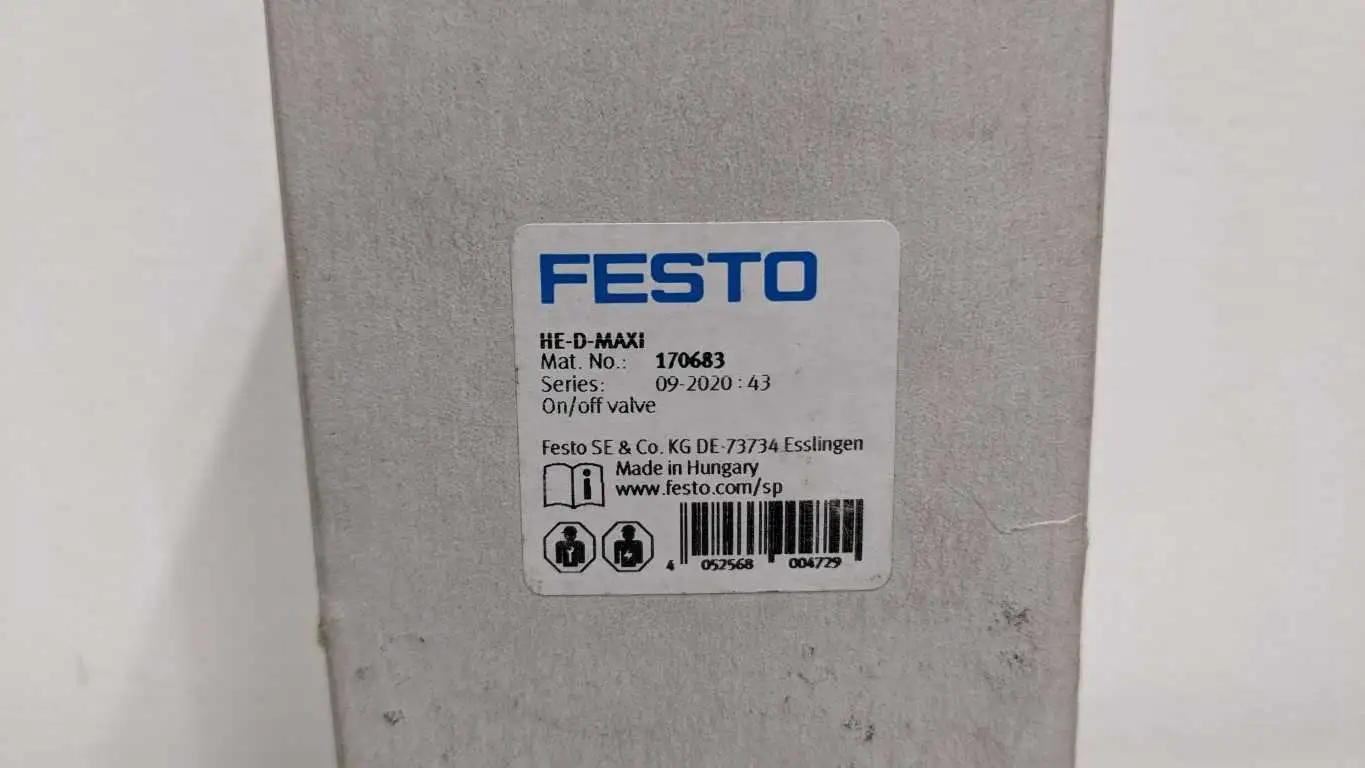 FESTO
HE-D-MAXI
Mat. No.: 170683
Series: 09-2020 : 43
On/off valve
Festo SE & Co. KG DE-73734 Esslingen
Made in Hungary
www.festo.com/sp
4 052568 004729